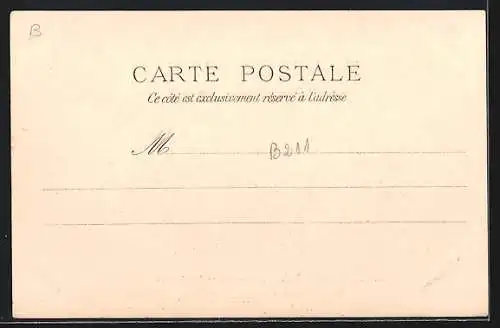 B
CARTE POSTALE
Ce côté est exclusivement réservé à l'adresse
M
B211